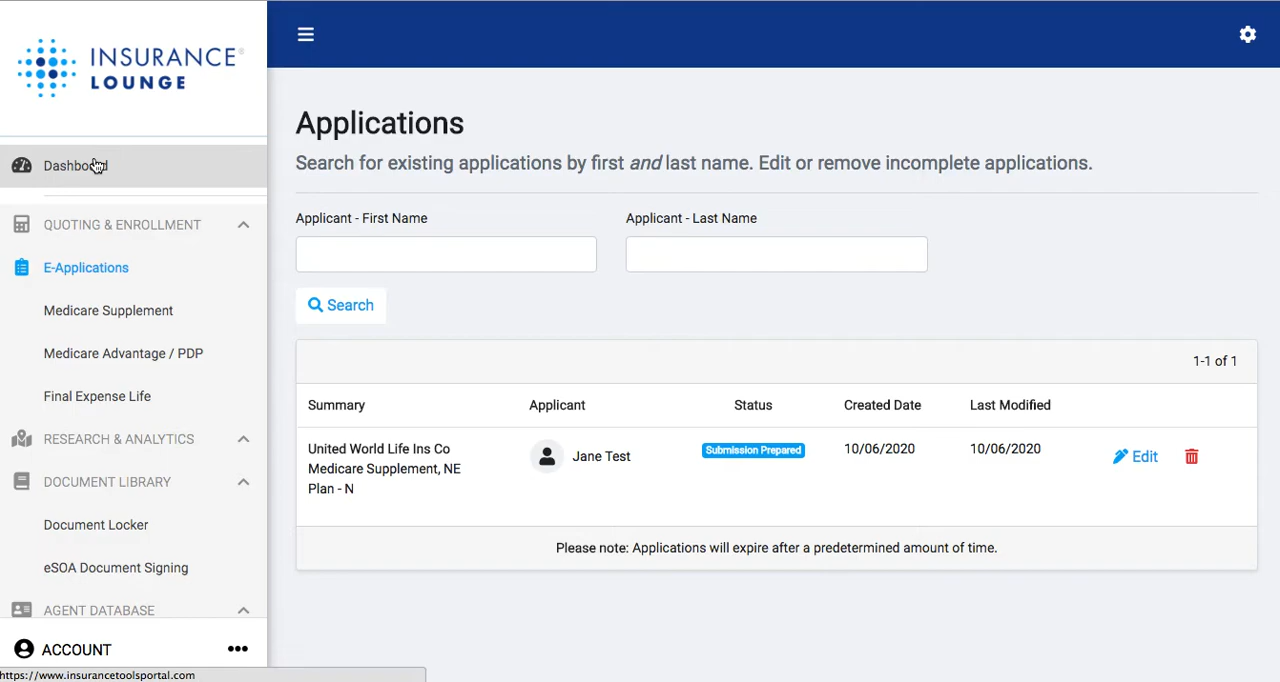 INSURANCE®
LOUNGE
Dashboard
QUOTING & ENROLLMENT
E-Applications
Medicare Supplement
Medicare Advantage / PDP
Final Expense Life
RESEARCH & ANALYTICS
DOCUMENT LIBRARY
Document Locker
eSOA Document Signing
AGENT DATABASE
ACCOUNT
https://www.insurancetoolsportal.com
Applications
Search for existing applications by first and last name. Edit or remove incomplete applications.
Applicant - First Name
Applicant - Last Name
Search
1-1 of 1
Summary Applicant Status Created Date Last Modified
United World Life Ins Co
Medicare Supplement, NE
Plan - N
Jane Test
Submission Prepared
10/06/2020
10/06/2020
Edit
Please note: Applications will expire after a predetermined amount of time.